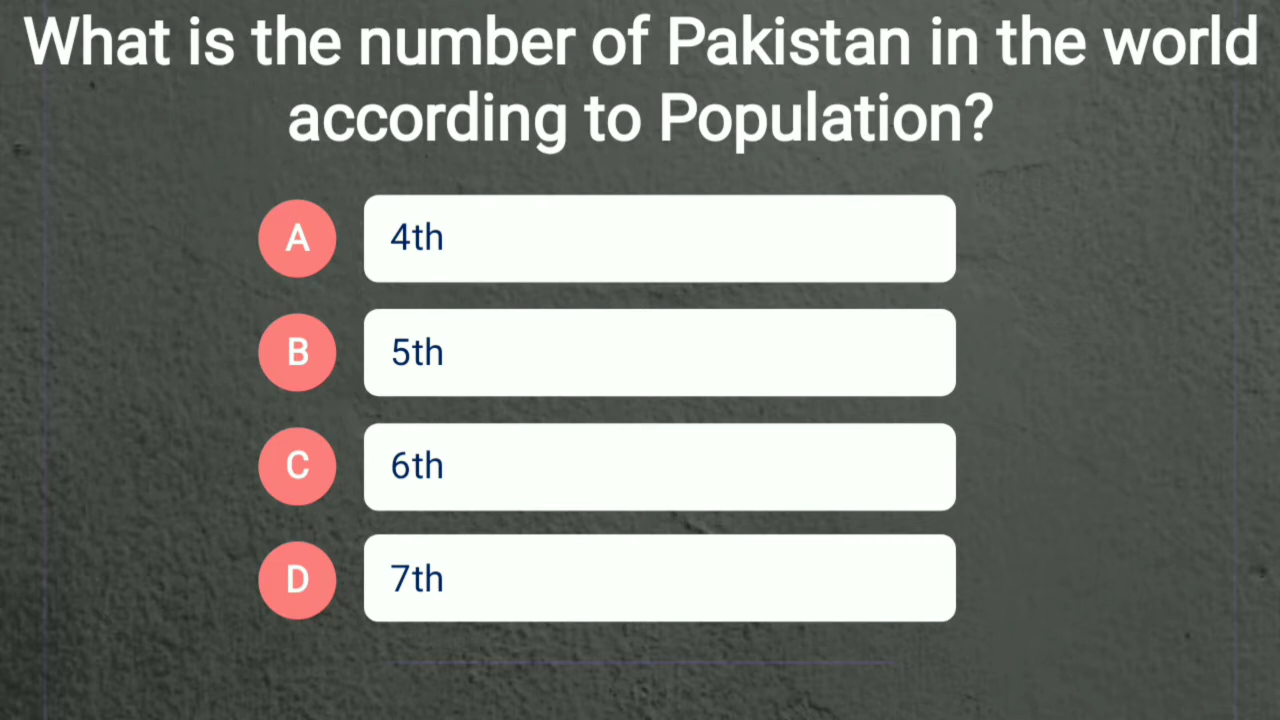 What is the number of Pakistan in the world
according to Population?
A 4th
B 5th
C 6th
D 7th